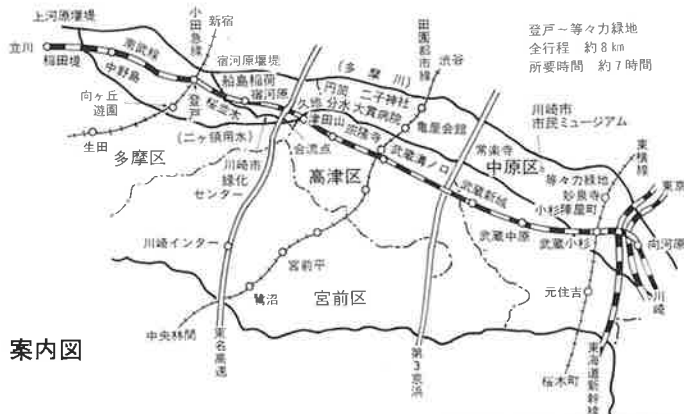 登戸～等々力緑地
全行程 約8km
所要時間 約7時間
上河原堰堤
小田急線
新宿
田園都市線
渋谷
立川
稲田堤
南武線
中野島
宿河原堰堤
船島稲荷
宿河原
(多摩川)
円筒分水
二子神社
大貫病院
亀屋会館
久地
津田山
宗隆寺
向ヶ丘
遊園
登戸
桜並木
(二ヶ領用水)
合流点
生田
多摩区
川崎市
緑化
センター
高津区
武蔵溝ノ口
常楽寺
中原区
川崎市
市民ミュージアム
東横線
等々力緑地
妙泉寺
小杉陣屋町
武蔵新城
武蔵中原
武蔵小杉
東京
向河原
川崎
川崎インター
宮前平
鷺沼
宮前区
元住吉
中央林間
東名高速
第3京浜
桜木町
東海道新幹線
案内図